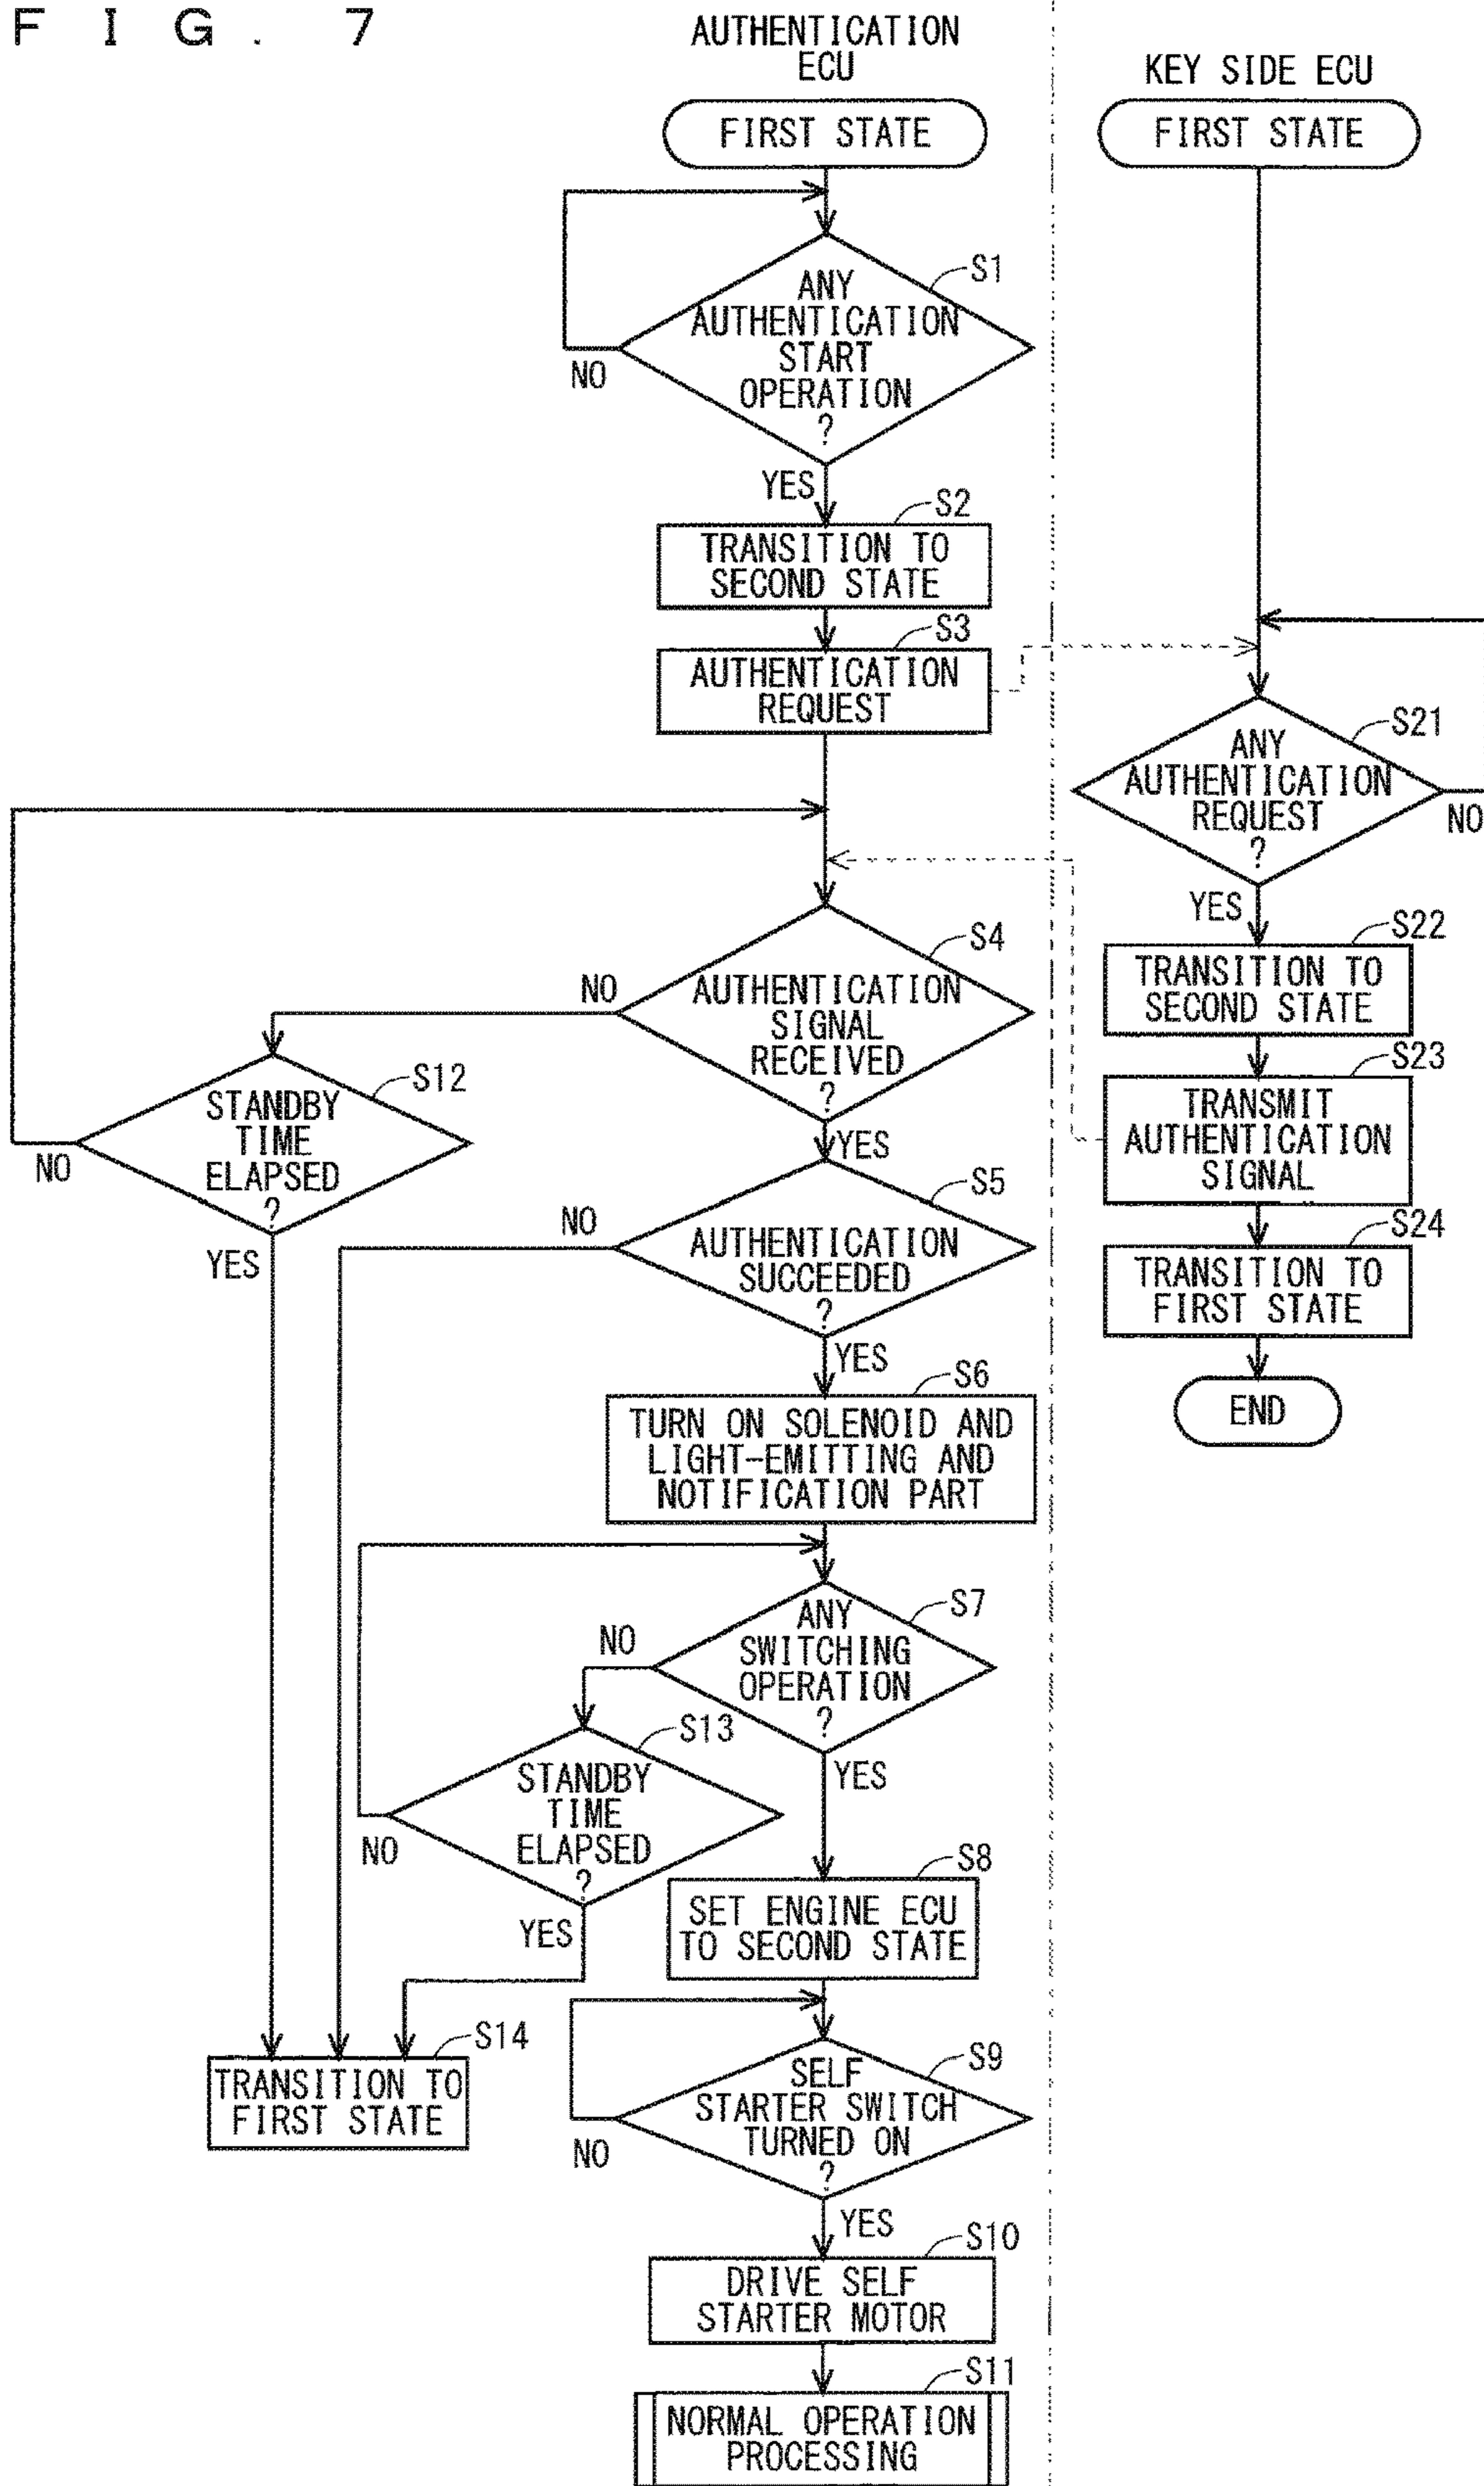 F I G . 7
AUTHENTICATION
ECU
FIRST STATE
S1
ANY
AUTHENTICATION
START
OPERATION
?
NO
YES
S2
TRANSITION TO
SECOND STATE
S3
AUTHENTICATION
REQUEST
S4
AUTHENTICATION
SIGNAL
RECEIVED
?
NO
YES
S12
STANDBY
TIME
ELAPSED
?
NO
YES
S5
AUTHENTICATION
SUCCEEDED
?
NO
YES
S6
TURN ON SOLENOID AND
LIGHT-EMITTING AND
NOTIFICATION PART
S7
ANY
SWITCHING
OPERATION
?
NO
YES
S13
STANDBY
TIME
ELAPSED
?
NO
YES
S8
SET ENGINE ECU
TO SECOND STATE
S14
TRANSITION TO
FIRST STATE
S9
SELF
STARTER SWITCH
TURNED ON
?
NO
YES
S10
DRIVE SELF
STARTER MOTOR
S11
NORMAL OPERATION
PROCESSING
KEY SIDE ECU
FIRST STATE
S21
ANY
AUTHENTICATION
REQUEST
?
NO
YES
S22
TRANSITION TO
SECOND STATE
S23
TRANSMIT
AUTHENTICATION
SIGNAL
S24
TRANSITION TO
FIRST STATE
END